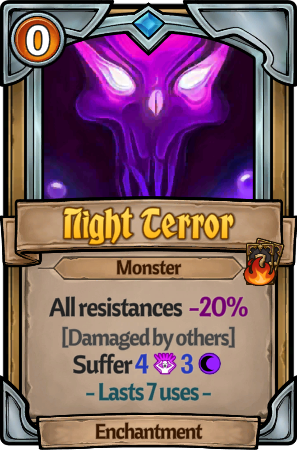 0
Night Terror
Monster
All resistances -20%
[Damaged by others]
Suffer 4 3
- Lasts 7 uses -
Enchantment